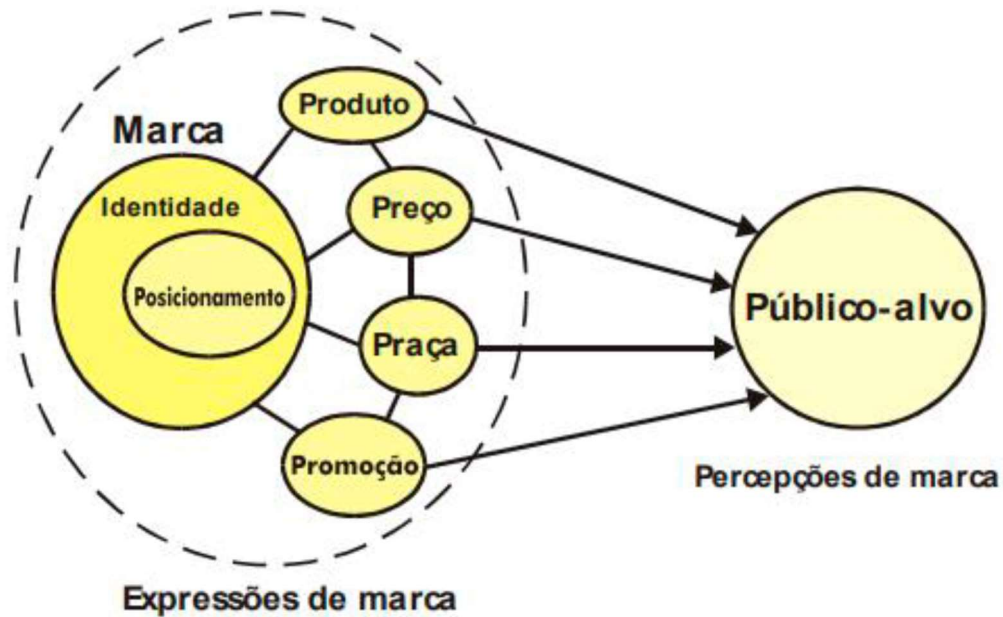 Produto
Marca
Identidade
Preço
Posicionamento
Público-alvo
Praça
Promoção
Percepções de marca
Expressões de marca